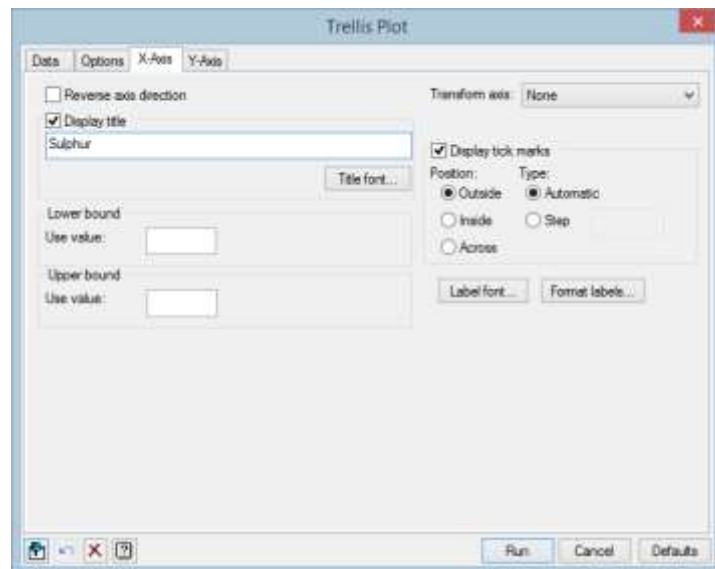 Trellis Plot
Data Options X-Axis Y-Axis
Reverse axis direction
Transform axis: None
Display title
Sulphur
Title font...
Display tick marks
Position: Type:
Outside Automatic
Inside Step
Across
Lower bound
Use value:
Upper bound
Use value:
Label font... Format labels...
Run Cancel Defaults